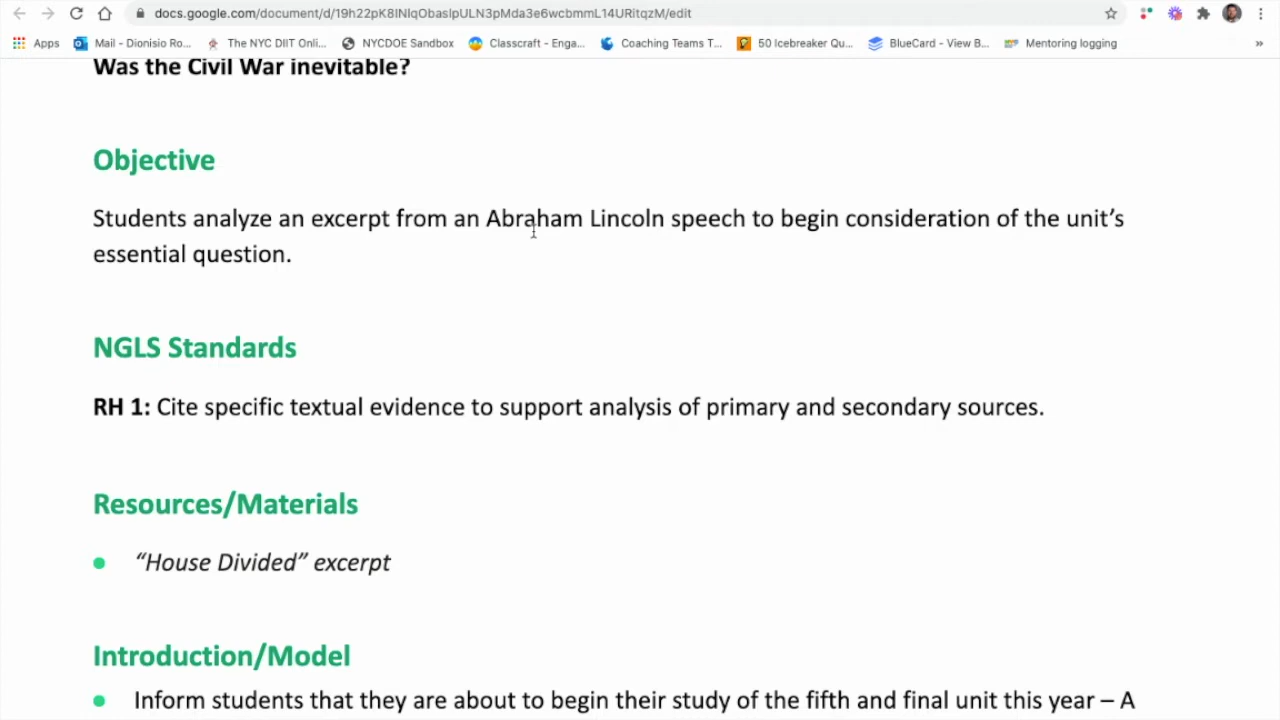 docs.google.com/document/d/19h22pK8INlqObasIpULN3pMda3e6wcbmmL14URitqzM/edit
Apps
Mail - Dionisio Ro...
The NYC DIIT Onli...
NYCDOE Sandbox
Classcraft - Enga...
Coaching Teams T...
50 Icebreaker Qu...
BlueCard - View B...
Mentoring logging
»
Was the Civil War inevitable?
Objective
Students analyze an excerpt from an Abraham Lincoln speech to begin consideration of the unit’s
essential question.
NGLS Standards
RH 1: Cite specific textual evidence to support analysis of primary and secondary sources.
Resources/Materials
“House Divided” excerpt
Introduction/Model
Inform students that they are about to begin their study of the fifth and final unit this year – A